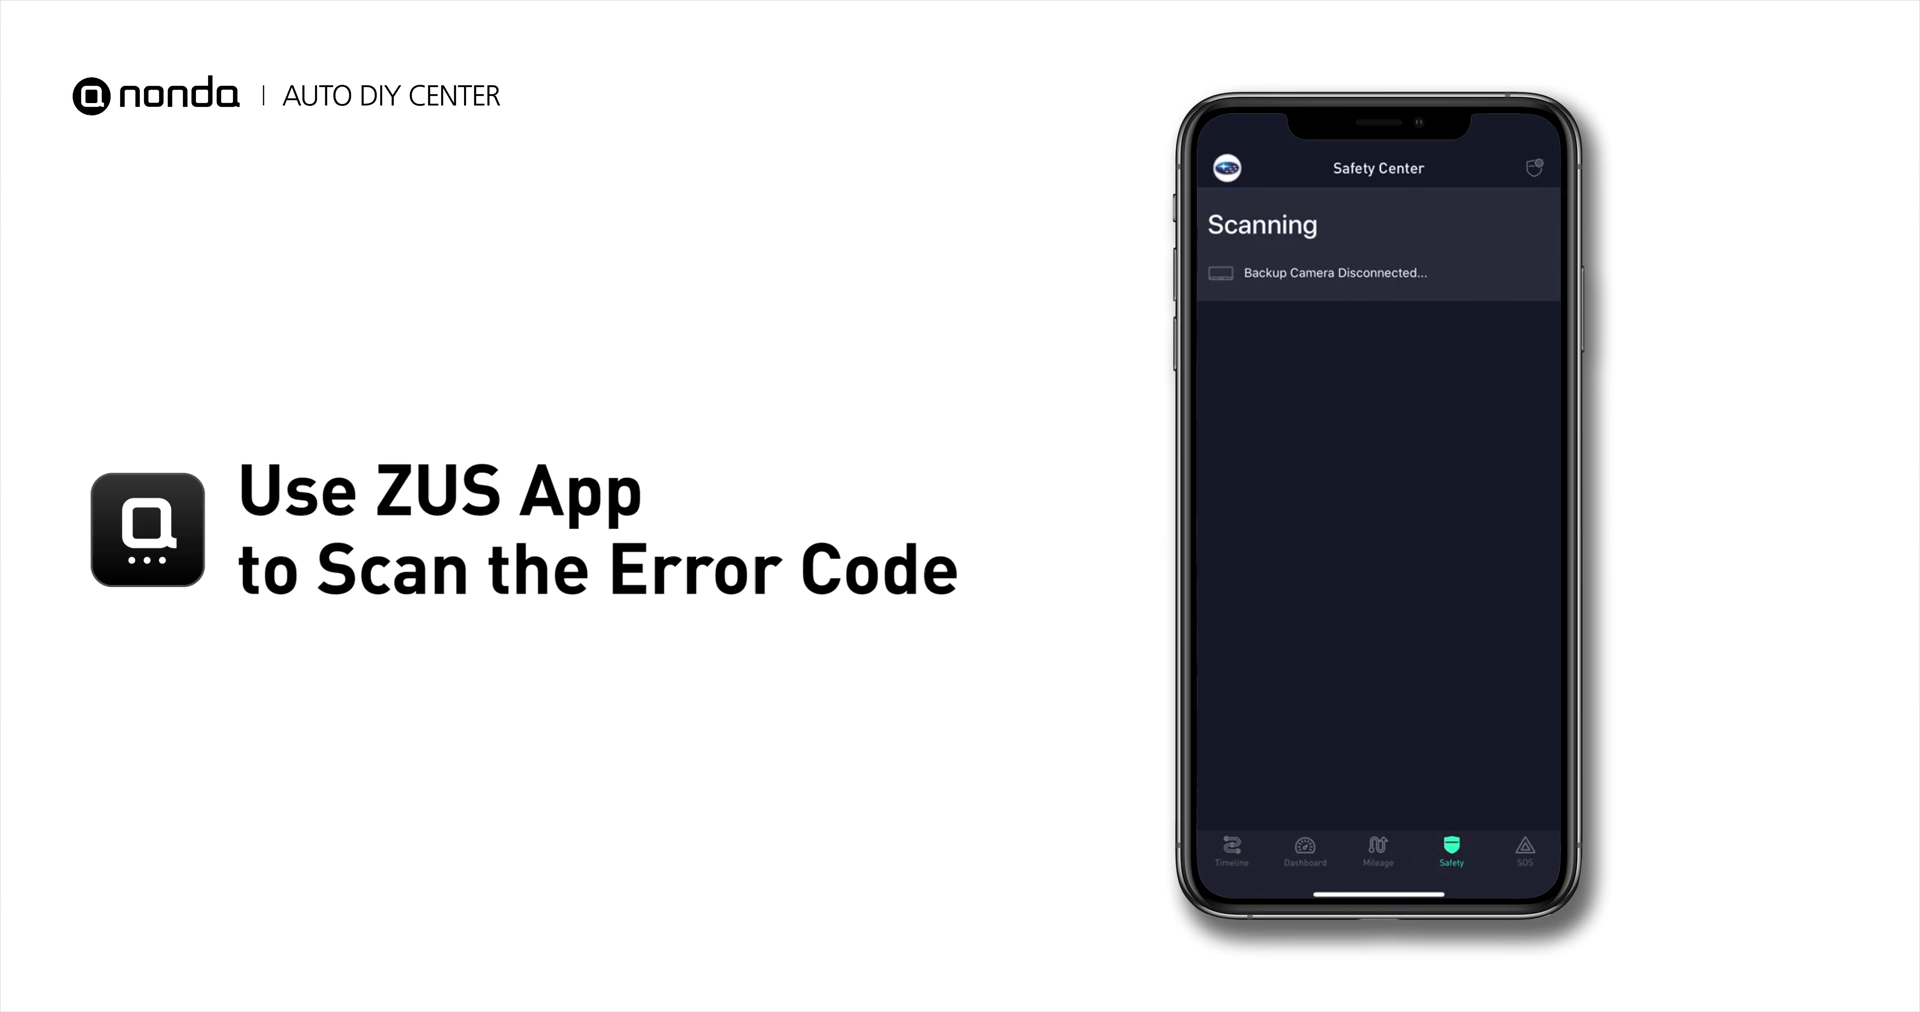 nonda | AUTO DIY CENTER
Use ZUS App
to Scan the Error Code
Safety Center
Scanning
Backup Camera Disconnected...
Timeline
Dashboard
Mileage
Safety
SOS